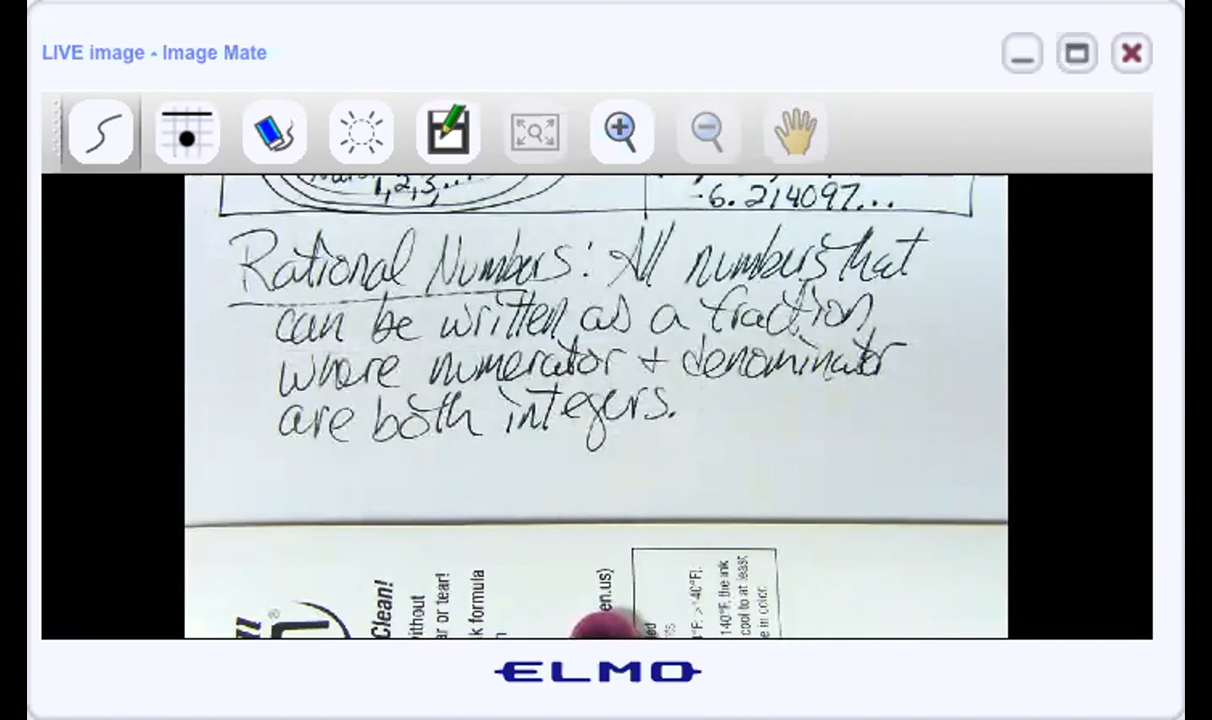 LIVE image - Image Mate
1,2,3,...
-6.214097...
Rational Numbers: All numbers that
can be written as a fraction,
where numerator + denominator
are both integers.
Clean!
ithout
ar or tear!
k formula
en.us)
°F. > 140°F).
140°F, the ink
cool to at least
e in color.
ELMO